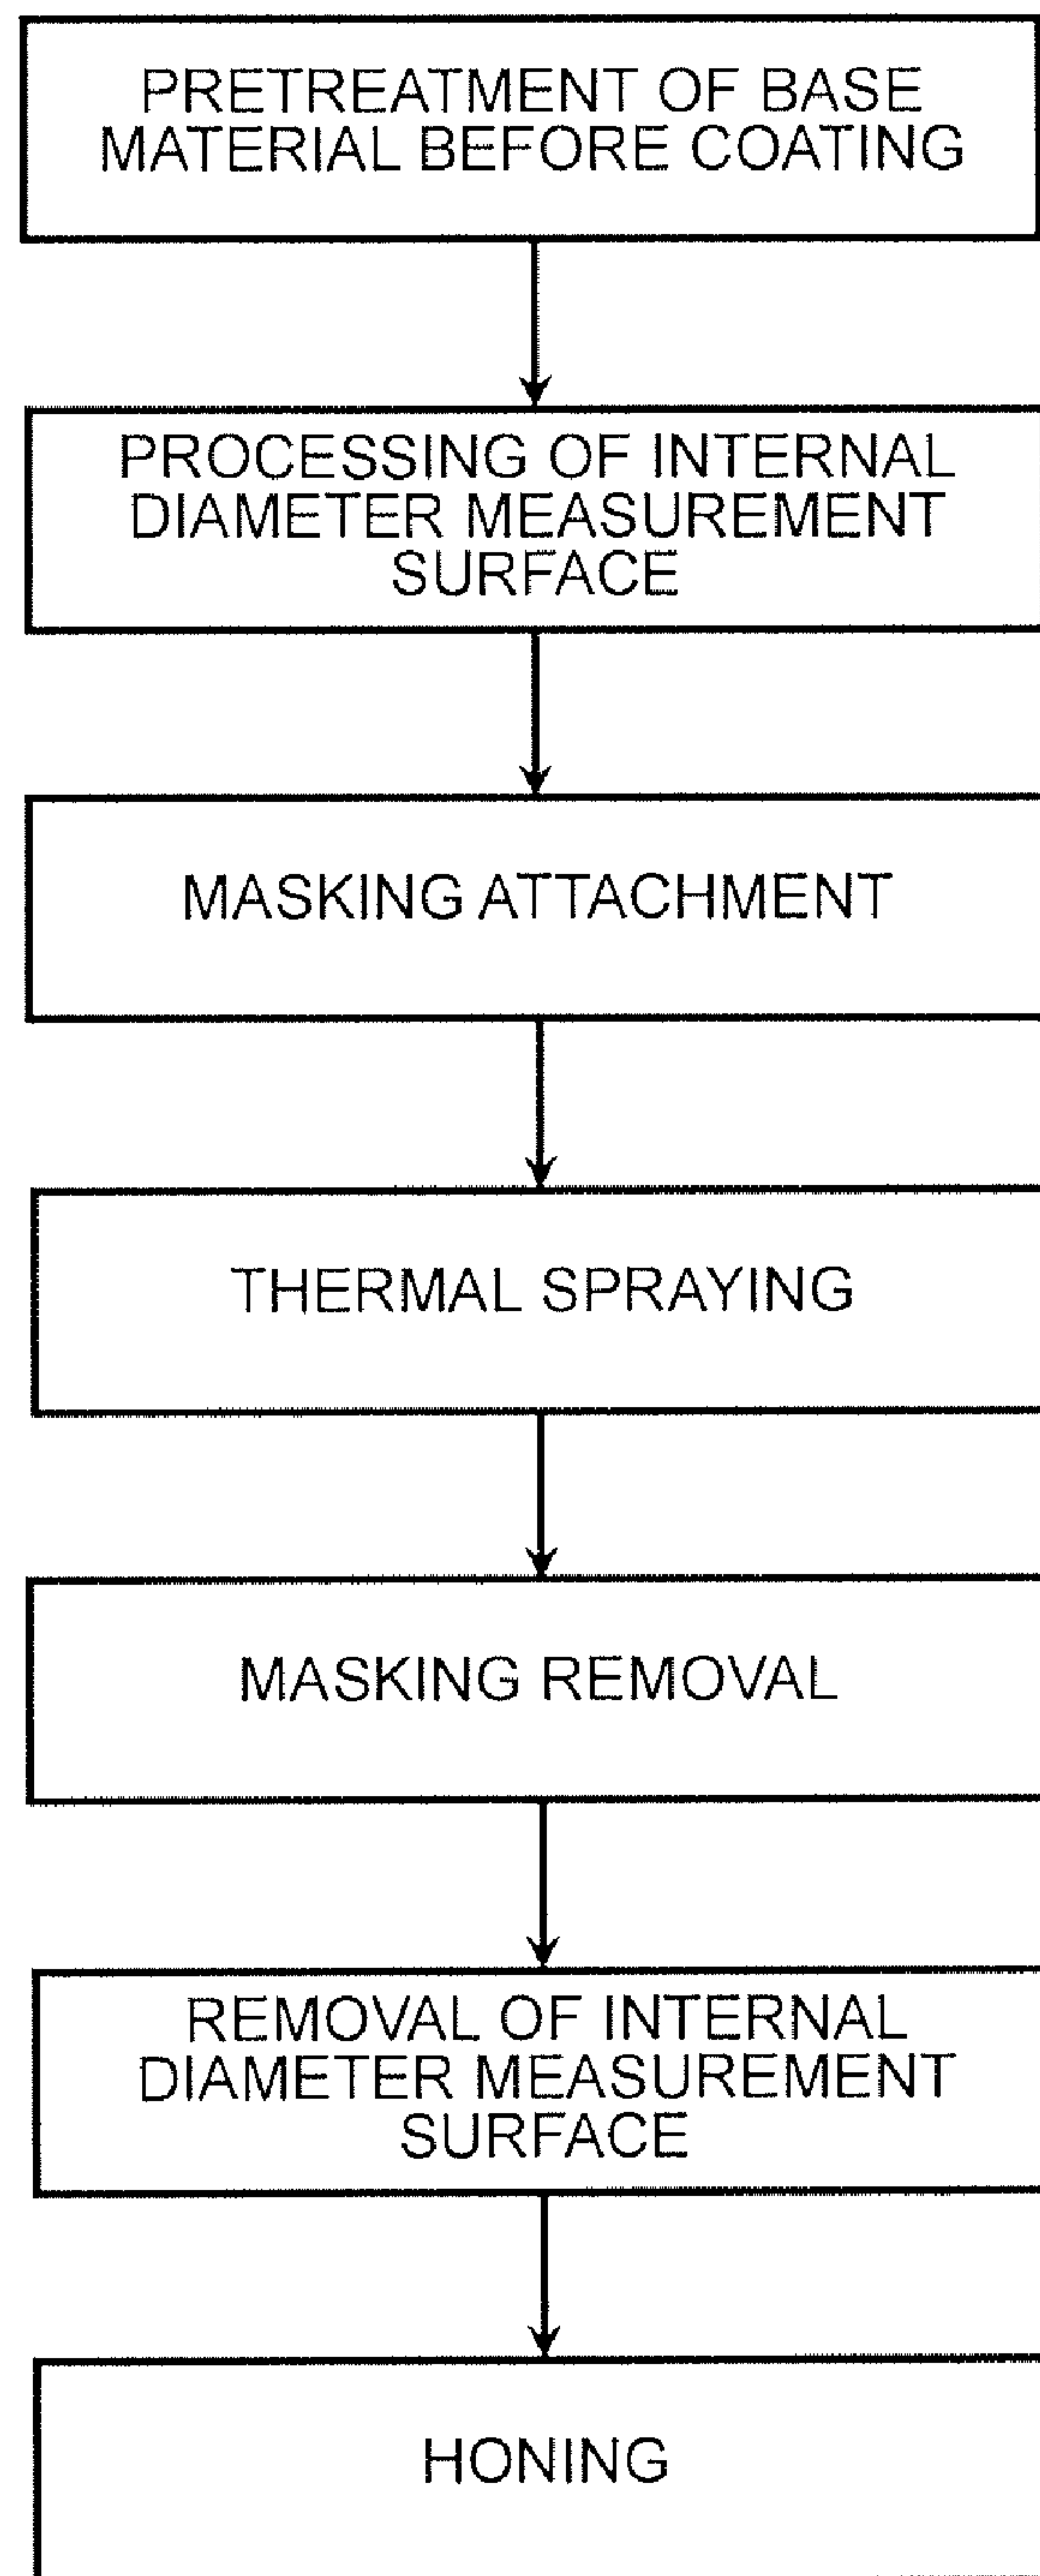 PRETREATMENT OF BASE
MATERIAL BEFORE COATING
PROCESSING OF INTERNAL
DIAMETER MEASUREMENT
SURFACE
MASKING ATTACHMENT
THERMAL SPRAYING
MASKING REMOVAL
REMOVAL OF INTERNAL
DIAMETER MEASUREMENT
SURFACE
HONING